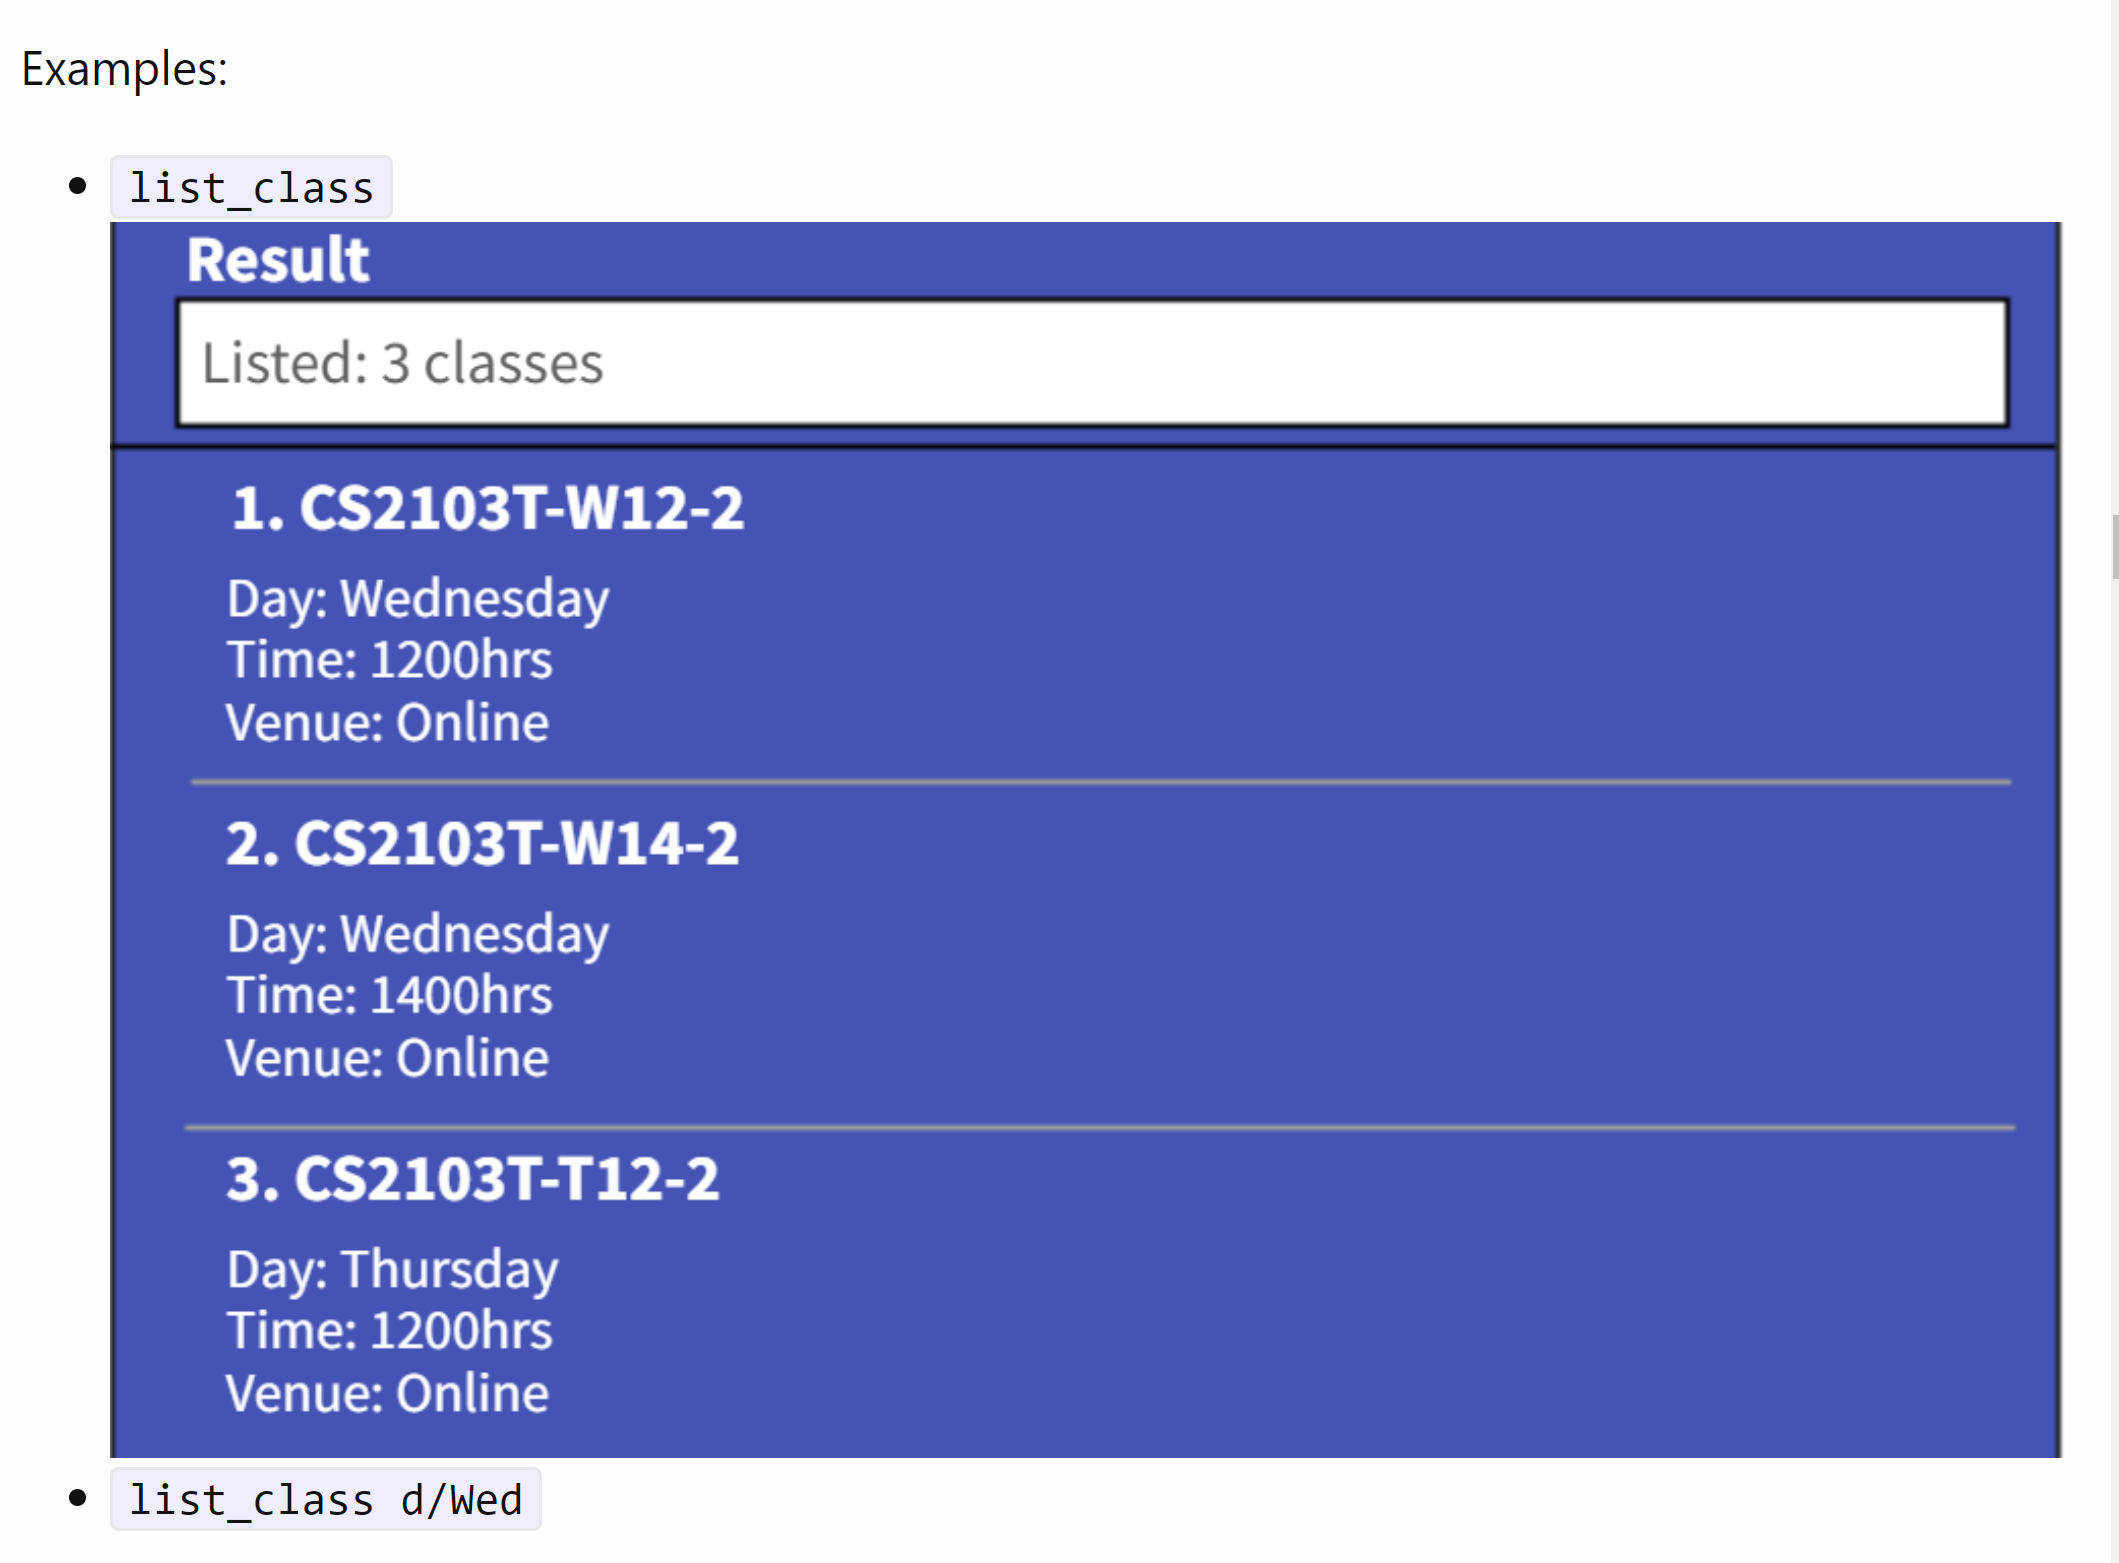 Examples:
list_class
Result
Listed: 3 classes
1. CS2103T-W12-2
Day: Wednesday
Time: 1200hrs
Venue: Online
2. CS2103T-W14-2
Day: Wednesday
Time: 1400hrs
Venue: Online
3. CS2103T-T12-2
Day: Thursday
Time: 1200hrs
Venue: Online
list_class d/Wed